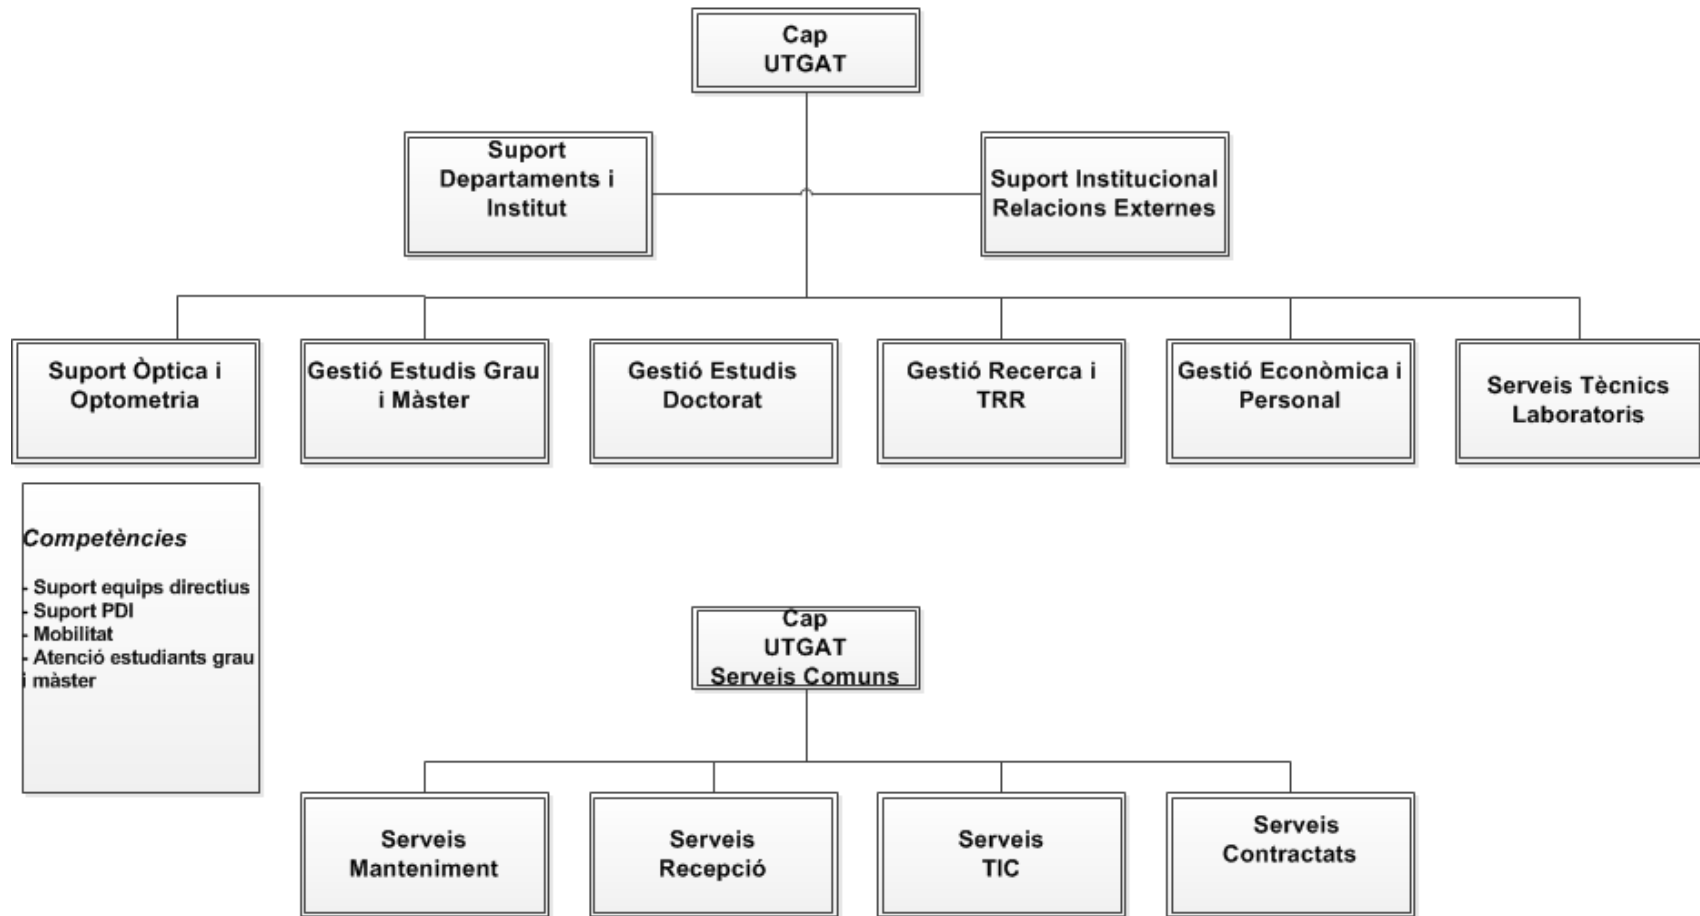 Cap
UTGAT
Suport
Departaments i
Institut
Suport Institucional
Relacions Externes
Suport Òptica i
Optometria
Gestió Estudis Grau
i Màster
Gestió Estudis
Doctorat
Gestió Recerca i
TRR
Gestió Econòmica i
Personal
Serveis Tècnics
Laboratoris
Competències
- Suport equips directius
- Suport PDI
- Mobilitat
- Atenció estudiants grau
i màster
Cap
UTGAT
Serveis Comuns
Serveis
Manteniment
Serveis
Recepció
Serveis
TIC
Serveis
Contractats